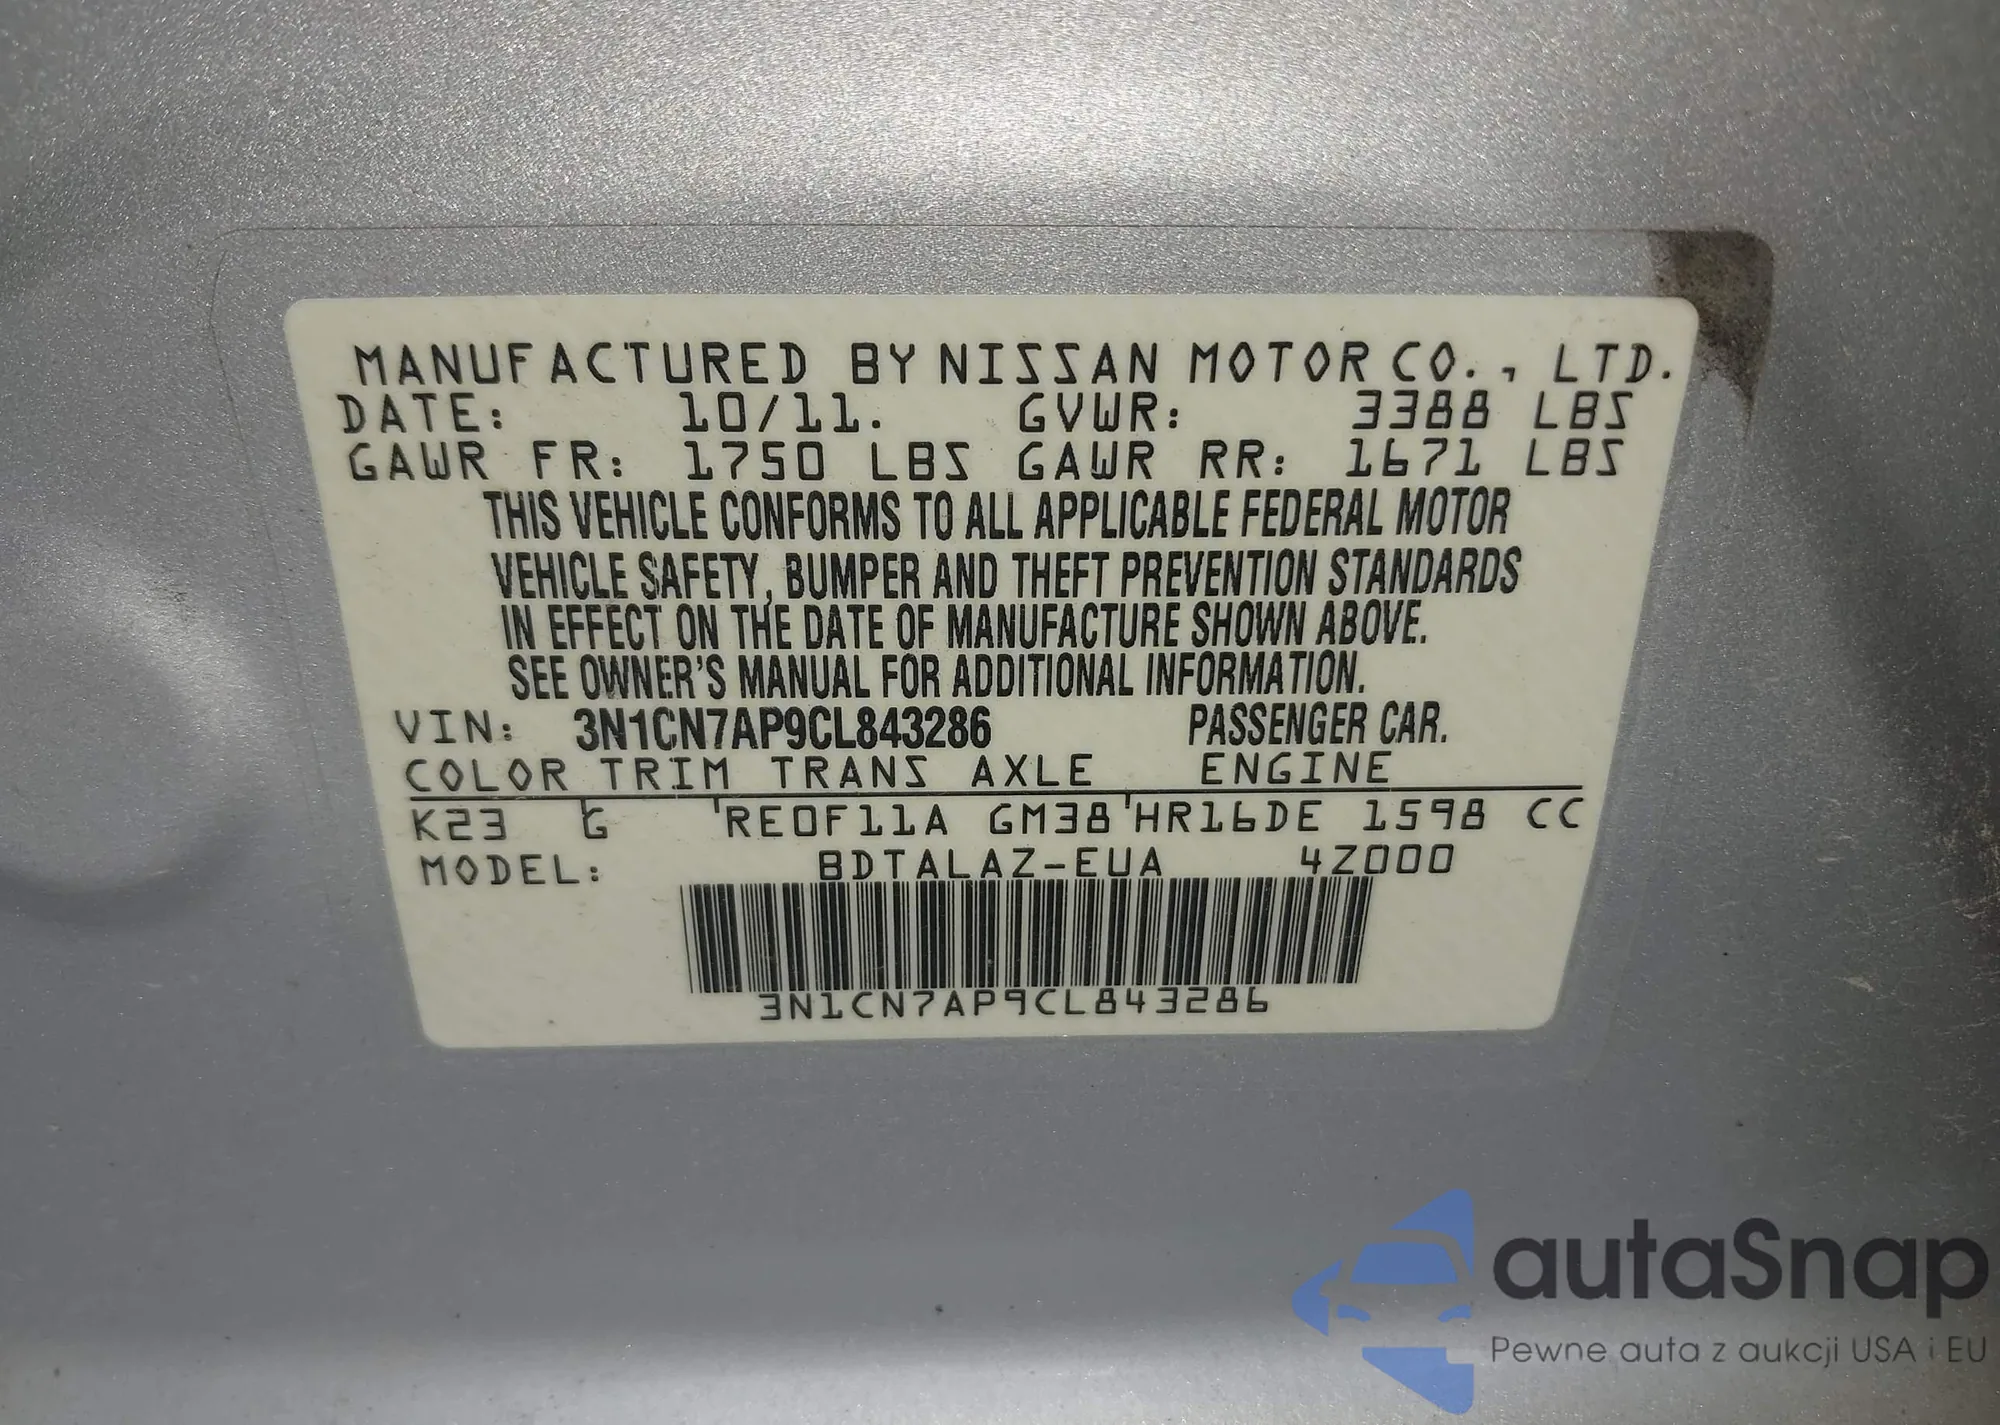 MANUFACTURED BY NISSAN MOTOR CO., LTD.
DATE: 10/11. GVWR: 3388 LBS
GAWR FR: 1750 LBS GAWR RR: 1671 LBS
THIS VEHICLE CONFORMS TO ALL APPLICABLE FEDERAL MOTOR
VEHICLE SAFETY, BUMPER AND THEFT PREVENTION STANDARDS
IN EFFECT ON THE DATE OF MANUFACTURE SHOWN ABOVE.
SEE OWNER'S MANUAL FOR ADDITIONAL INFORMATION.
VIN: 3N1CN7AP9CL843286 PASSENGER CAR.
COLOR TRIM TRANS AXLE ENGINE
K23 G RE0F11A GM38 HR16DE 1598 CC
MODEL: BDTALAZ-EUA 4Z000
3N1CN7AP9CL843286
autaSnap
Pewne auta z aukcji USA i EU